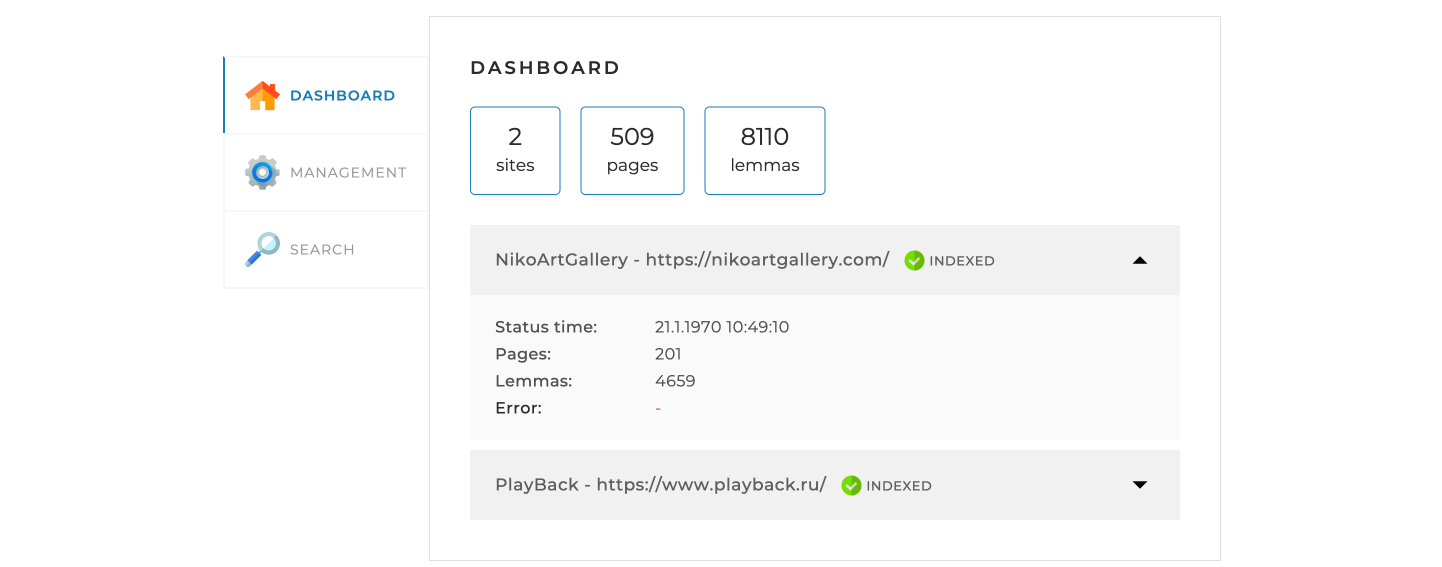 DASHBOARD
MANAGEMENT
SEARCH
DASHBOARD
2
sites
509
pages
8110
lemmas
NikoArtGallery - https://nikoartgallery.com/ INDEXED
Status time: 21.1.1970 10:49:10
Pages: 201
Lemmas: 4659
Error: -
PlayBack - https://www.playback.ru/ INDEXED